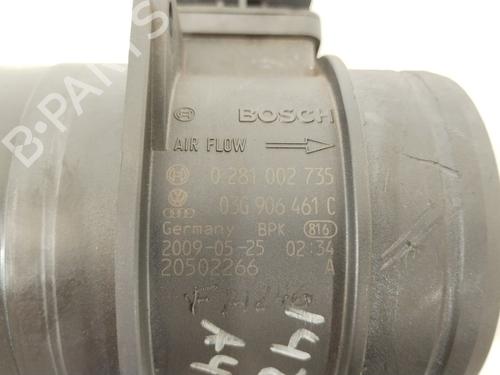 B-PARTS
BOSCH
AIR FLOW
0 281 002 735
03G 906 461 C
Germany BPK 816
2009-05-25 02:34
20502266 A